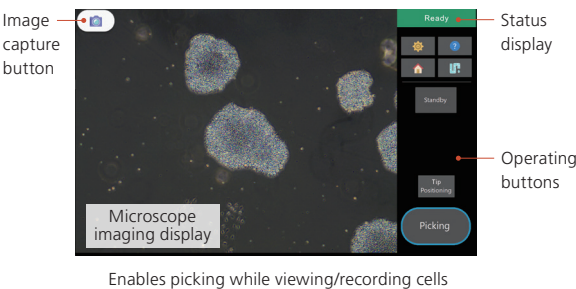 Image
capture
button
Ready
Status
display
?
Standby
Operating
buttons
Tip
Positioning
Picking
Microscope
imaging display
Enables picking while viewing/recording cells